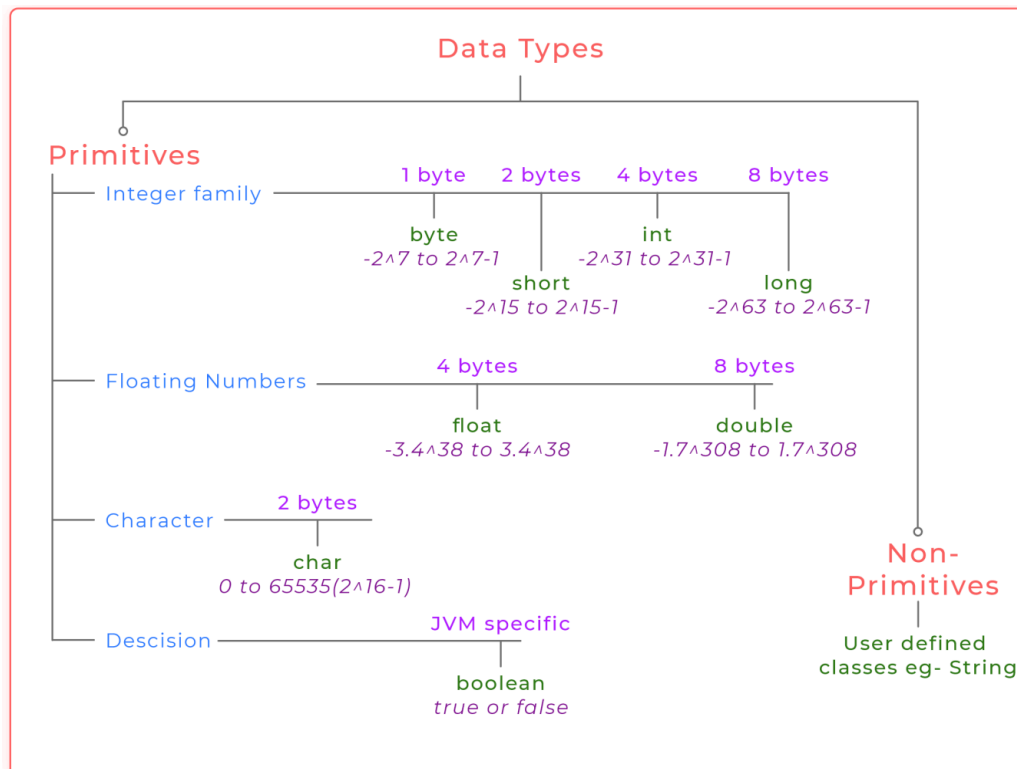 Data Types
Primitives
Integer family
1 byte
2 bytes
4 bytes
8 bytes
byte
-2^7 to 2^7-1
short
-2^15 to 2^15-1
int
-2^31 to 2^31-1
long
-2^63 to 2^63-1
Floating Numbers
4 bytes
8 bytes
float
-3.4^38 to 3.4^38
double
-1.7^308 to 1.7^308
Character
2 bytes
char
0 to 65535(2^16-1)
Descision
JVM specific
boolean
true or false
Non-
Primitives
User defined
classes eg- String